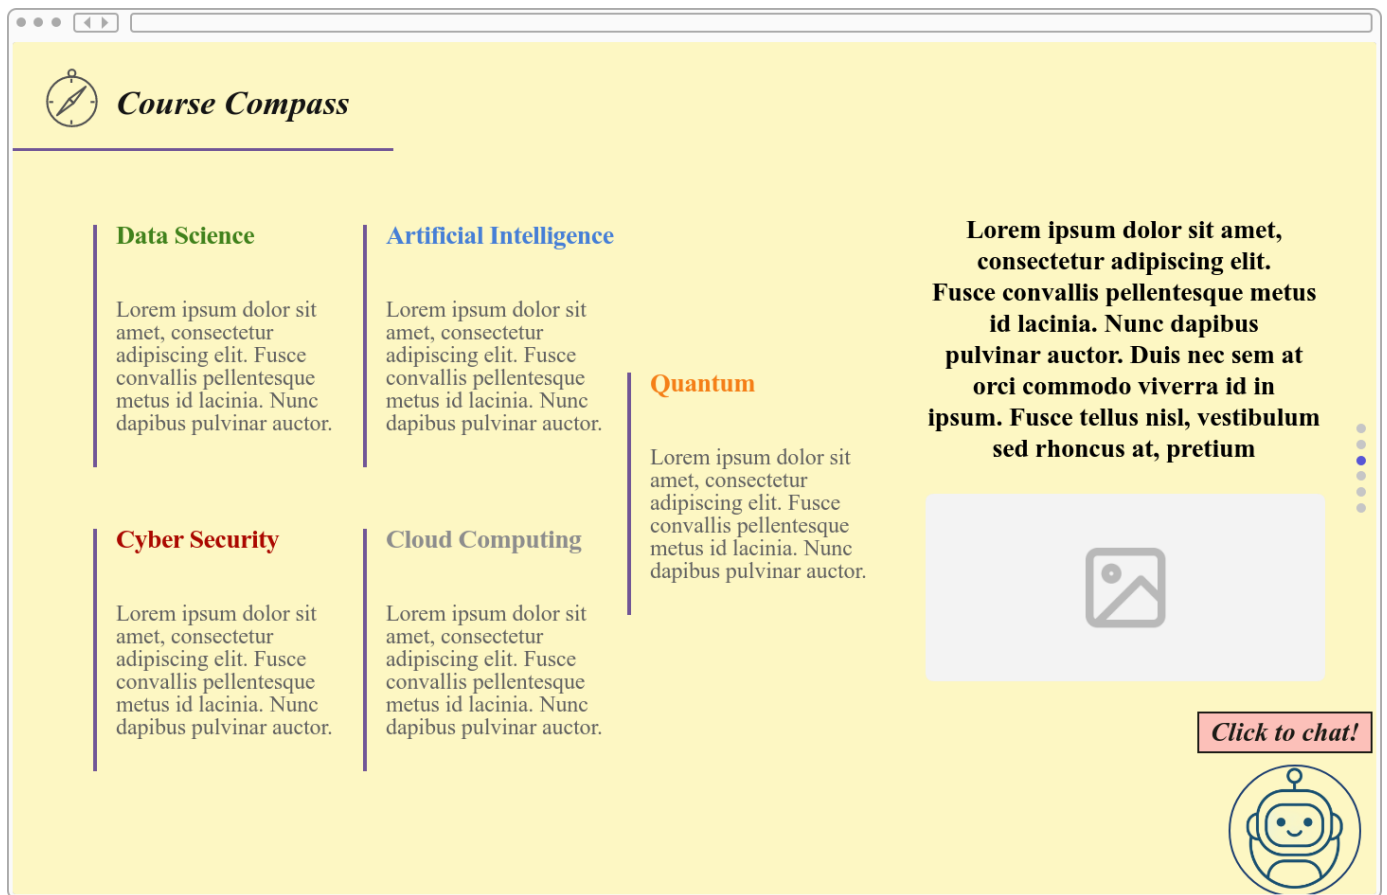 Course Compass
Data Science
Lorem ipsum dolor sit
amet, consectetur
adipiscing elit. Fusce
convallis pellentesque
metus id lacinia. Nunc
dapibus pulvinar auctor.
Artificial Intelligence
Lorem ipsum dolor sit
amet, consectetur
adipiscing elit. Fusce
convallis pellentesque
metus id lacinia. Nunc
dapibus pulvinar auctor.
Quantum
Lorem ipsum dolor sit
amet, consectetur
adipiscing elit. Fusce
convallis pellentesque
metus id lacinia. Nunc
dapibus pulvinar auctor.
Cyber Security
Lorem ipsum dolor sit
amet, consectetur
adipiscing elit. Fusce
convallis pellentesque
metus id lacinia. Nunc
dapibus pulvinar auctor.
Cloud Computing
Lorem ipsum dolor sit
amet, consectetur
adipiscing elit. Fusce
convallis pellentesque
metus id lacinia. Nunc
dapibus pulvinar auctor.
Lorem ipsum dolor sit amet,
consectetur adipiscing elit.
Fusce convallis pellentesque metus
id lacinia. Nunc dapibus
pulvinar auctor. Duis nec sem at
orci commodo viverra id in
ipsum. Fusce tellus nisl, vestibulum
sed rhoncus at, pretium
Click to chat!